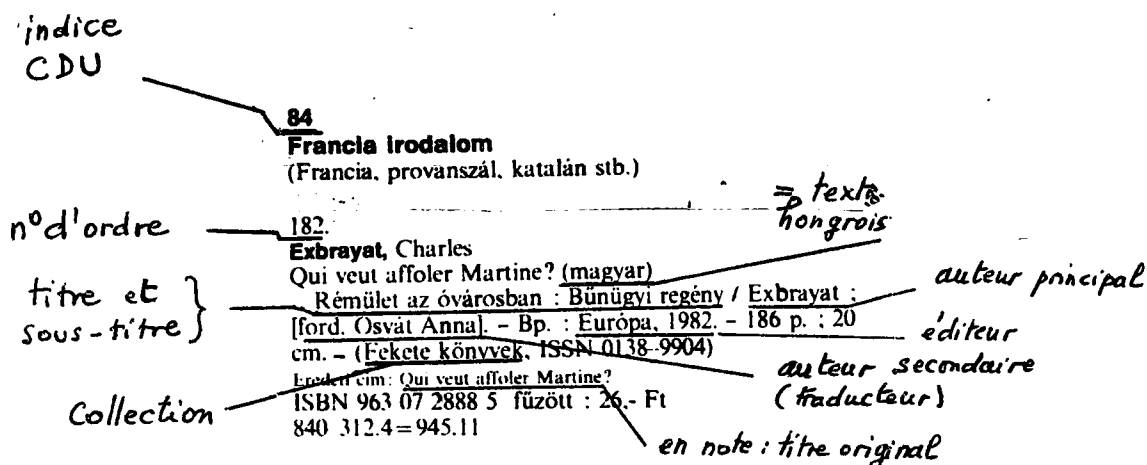 indice
CDU
84
Francia irodalom
(Francia, provanszál, katalán stb.)
⇒ texte
hongrois
n° d'ordre
182.
Exbrayat, Charles
Qui veut affoler Martine? (magyar)
auteur principal
titre et
sous-titre
Rémület az óvárosban : Bűnügyi regény / Exbrayat ;
[ford. Osvát Anna]. – Bp. : Európa, 1982. – 186 p. ; 20
éditeur
cm. – (Fekete könyvek, ISSN 0138–9904)
auteur secondaire
(traducteur)
Eredeti cím: Qui veut affoler Martine?
Collection
ISBN 963 07 2888 5 fűzött : 26,- Ft
840 312.4=945.11
en note : titre original